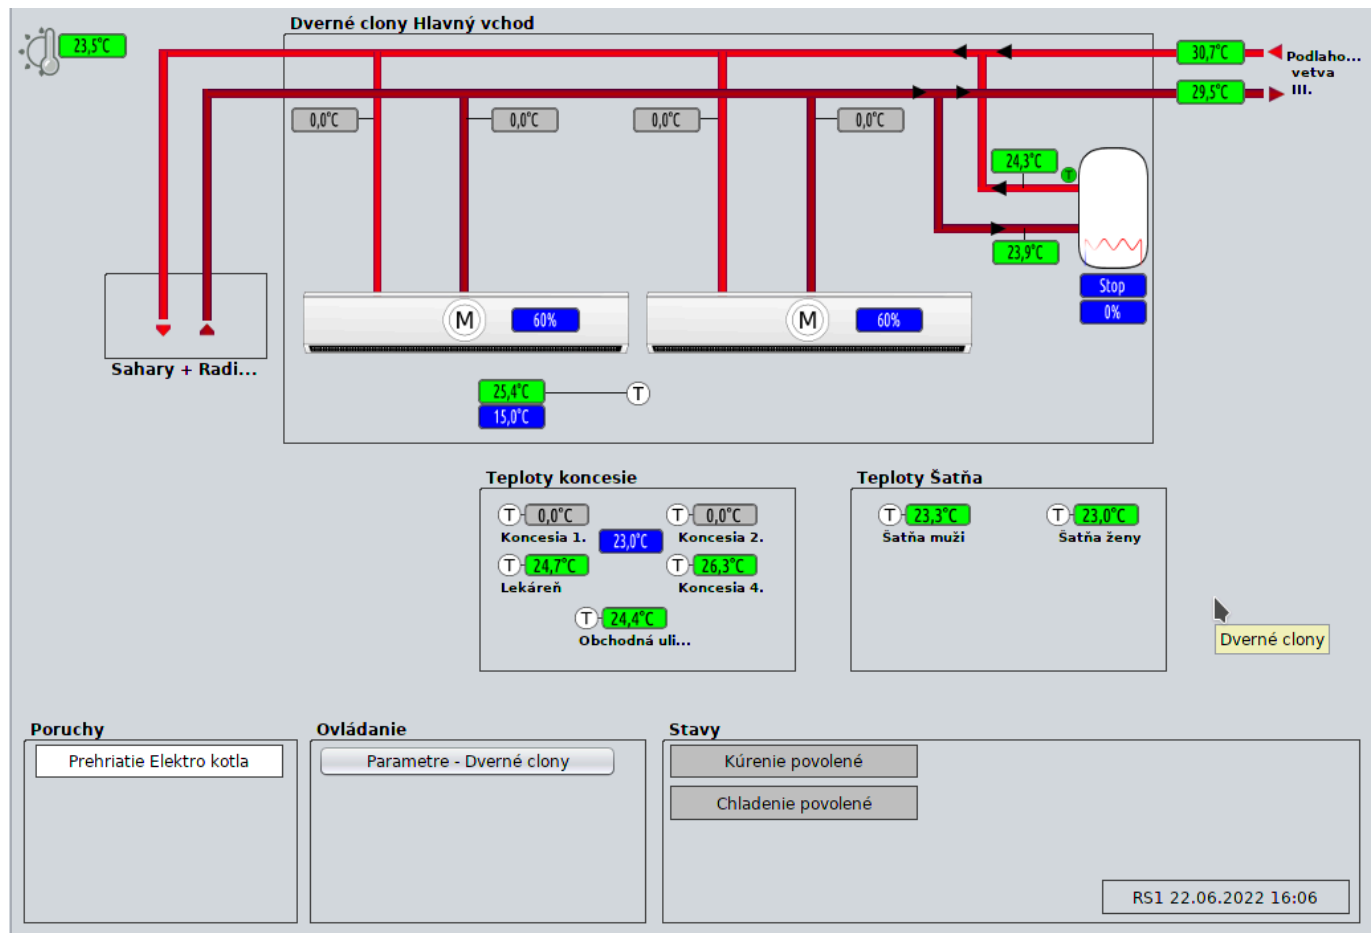 Dverné clony Hlavný vchod
23,5°C
30,7°C
Podlaho...
vetva
III.
29,5°C
0,0°C
0,0°C
0,0°C
0,0°C
24,3°C
T
23,9°C
Stop
0%
M
60%
M
60%
Sahary + Radi...
25,4°C
T
15,0°C
Teploty koncesie
T
0,0°C
T
0,0°C
Koncesia 1.
23,0°C
Koncesia 2.
T
24,7°C
T
26,3°C
Lekáreň
Koncesia 4.
T
24,4°C
Obchodná uli...
Teploty Šatňa
T
23,3°C
T
23,0°C
Šatňa muži
Šatňa ženy
Dverné clony
Poruchy
Prehriatie Elektro kotla
Ovládanie
Parametre - Dverné clony
Stavy
Kúrenie povolené
Chladenie povolené
RS1 22.06.2022 16:06